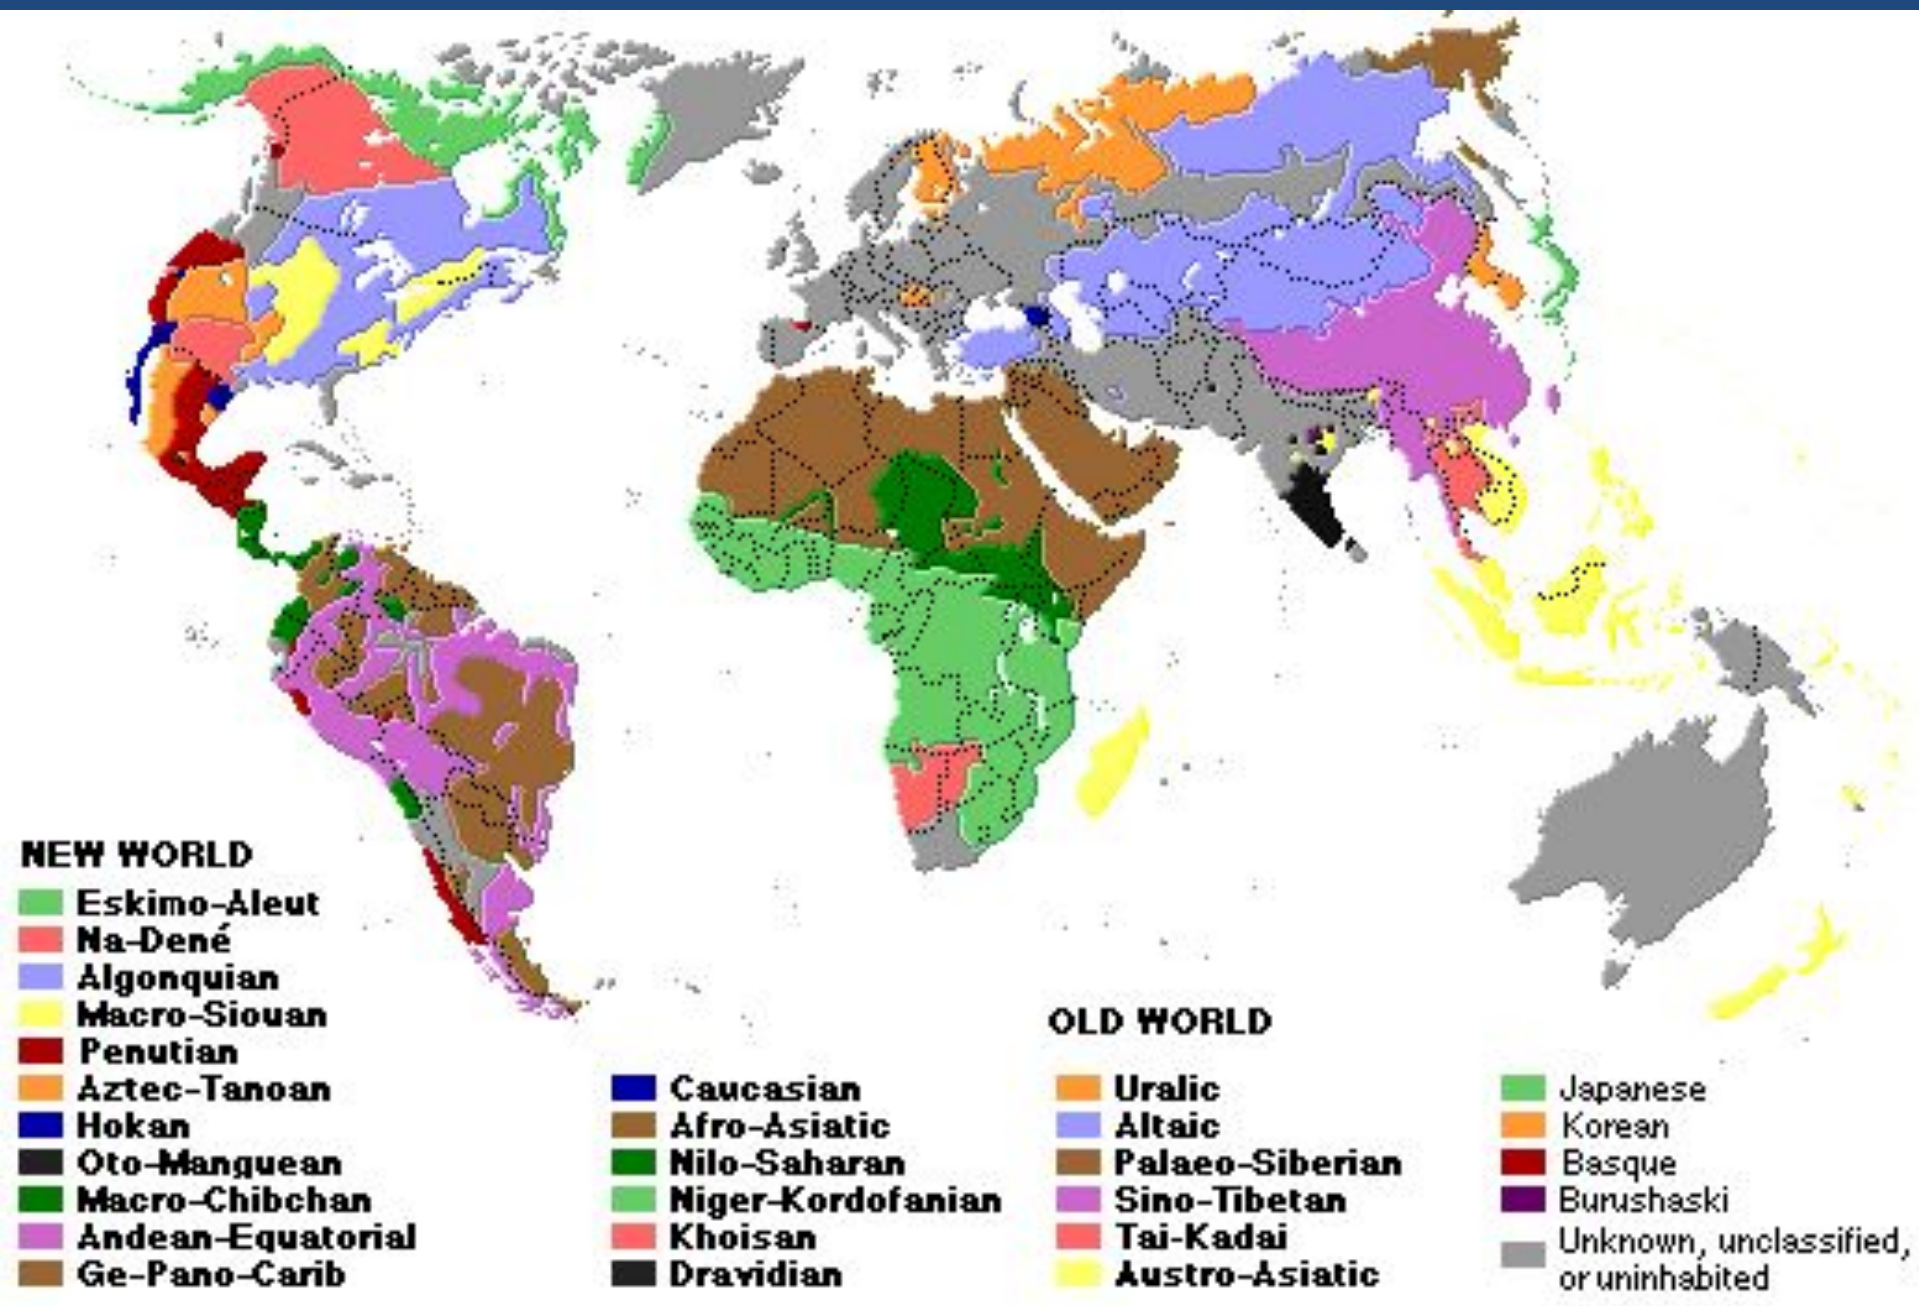 NEW WORLD
Eskimo-Aleut
Na-Dené
Algonquian
Macro-Siouan
Penutian
Aztec-Tanoan
Hokan
Oto-Manguean
Macro-Chibchan
Andean-Equatorial
Ge-Pano-Carib
Caucasian
Afro-Asiatic
Nilo-Saharan
Niger-Kordofanian
Khoisan
Dravidian
OLD WORLD
Uralic
Altaic
Palaeo-Siberian
Sino-Tibetan
Tai-Kadai
Austro-Asiatic
Japanese
Korean
Basque
Burushaski
Unknown, unclassified,
or uninhabited